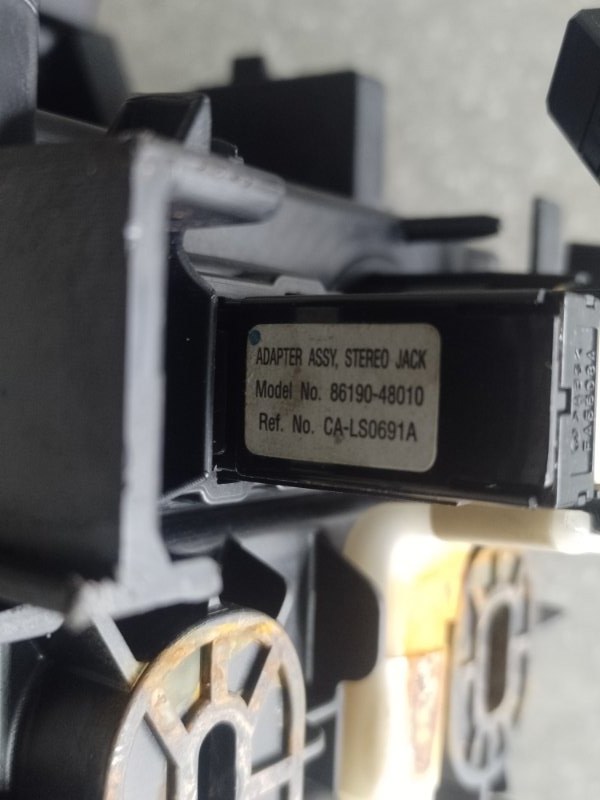 ADAPTER ASSY, STEREO JACK
Model No. 86190-48010
Ref. No. CA-LS0691A